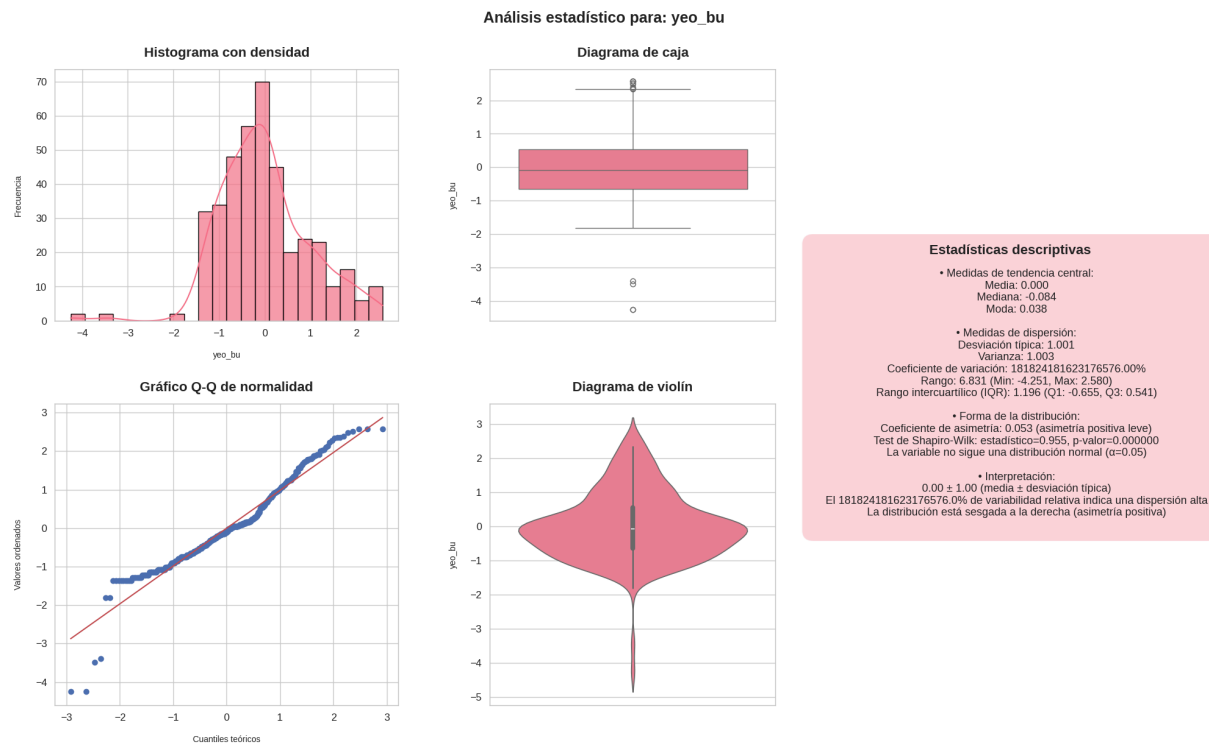 Análisis estadístico para: yeo_bu
Histograma con densidad
Frecuencia
70
60
50
40
30
20
10
0
−4
−3
−2
−1
0
1
2
yeo_bu
Diagrama de caja
yeo_bu
2
1
0
−1
−2
−3
−4
Gráfico Q-Q de normalidad
Valores ordenados
3
2
1
0
−1
−2
−3
−4
−3
−2
−1
0
1
2
3
Cuantiles teóricos
Diagrama de violín
yeo_bu
3
2
1
0
−1
−2
−3
−4
−5
Estadísticas descriptivas
• Medidas de tendencia central:
Media: 0.000
Mediana: -0.084
Moda: 0.038
• Medidas de dispersión:
Desviación típica: 1.001
Varianza: 1.003
Coeficiente de variación: 181824181623176576.00%
Rango: 6.831 (Min: -4.251, Max: 2.580)
Rango intercuartílico (IQR): 1.196 (Q1: -0.655, Q3: 0.541)
• Forma de la distribución:
Coeficiente de asimetría: 0.053 (asimetría positiva leve)
Test de Shapiro-Wilk: estadístico=0.955, p-valor=0.000000
La variable no sigue una distribución normal (α=0.05)
• Interpretación:
0.00 ± 1.00 (media ± desviación típica)
El 181824181623176576.0% de variabilidad relativa indica una dispersión alta
La distribución está sesgada a la derecha (asimetría positiva)